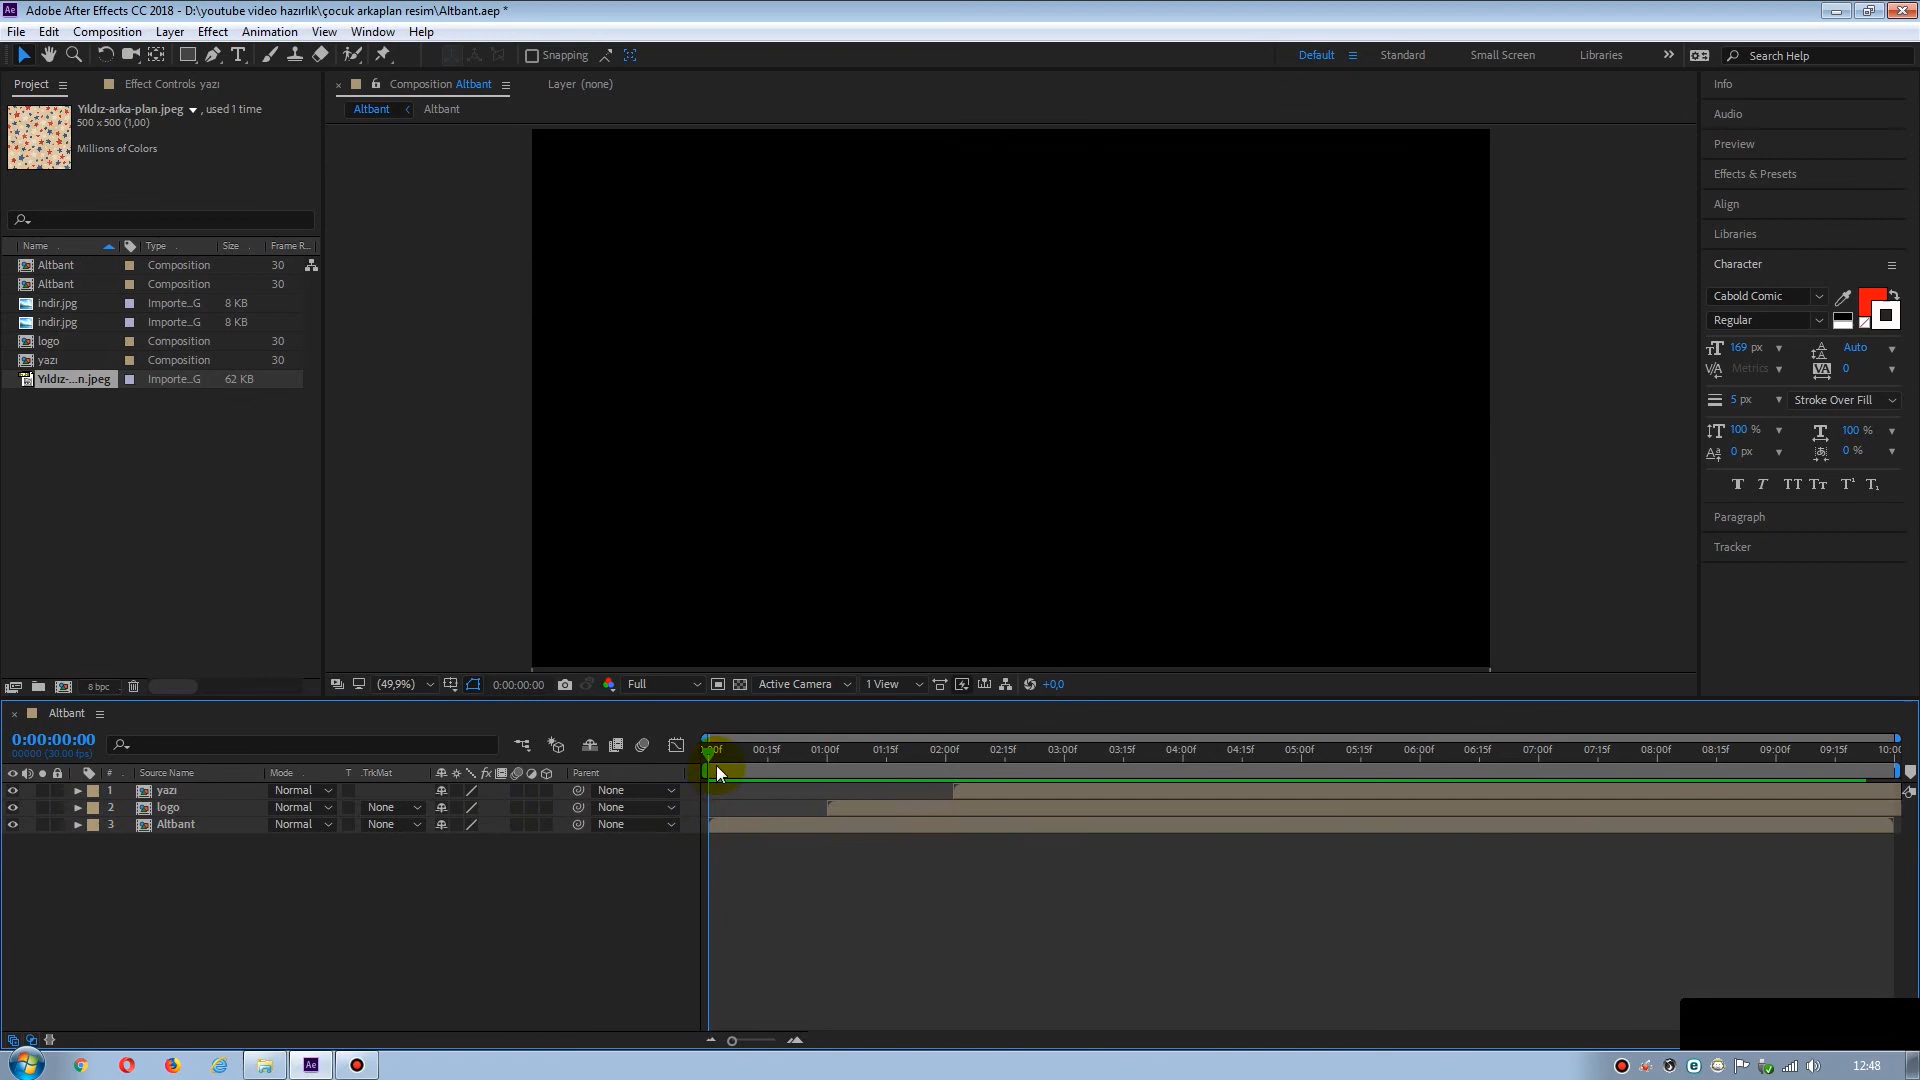 Adobe After Effects CC 2018 - D:\youtube video hazırlık\çocuk arkaplan resim\Altbant.aep *
File Edit Composition Layer Effect Animation View Window Help
Snapping Default Standard Small Screen Libraries Search Help
Project Effect Controls yazı Composition Altbant Layer (none) Info
Yıldız-arka-plan.jpeg , used 1 time
500 x 500 (1,00)
Millions of Colors
Altbant Altbant
Audio
Preview
Effects & Presets
Align
Libraries
Character
Cabold Comic
Regular
169 px Auto
Metrics 0
5 px Stroke Over Fill
100 % 100 %
0 px 0 %
Paragraph
Tracker
Name Type Size Frame R...
Altbant Composition 30
Altbant Composition 30
indir.jpg Importe...G 8 KB
indir.jpg Importe...G 8 KB
logo Composition 30
yazı Composition 30
Yıldız-...n.jpeg Importe...G 62 KB
8 bpc (49,9%) 0:00:00:00 Full Active Camera 1 View +0,0
Altbant
0:00:00:00
00000 (30.00 fps)
00:15f 01:00f 01:15f 02:00f 02:15f 03:00f 03:15f 04:00f 04:15f 05:00f 05:15f 06:00f 06:15f 07:00f 07:15f 08:00f 08:15f 09:00f 09:15f 10:00
# Source Name Mode T .TrkMat fx Parent
1 yazı Normal None
2 logo Normal None None
3 Altbant Normal None None
12:48